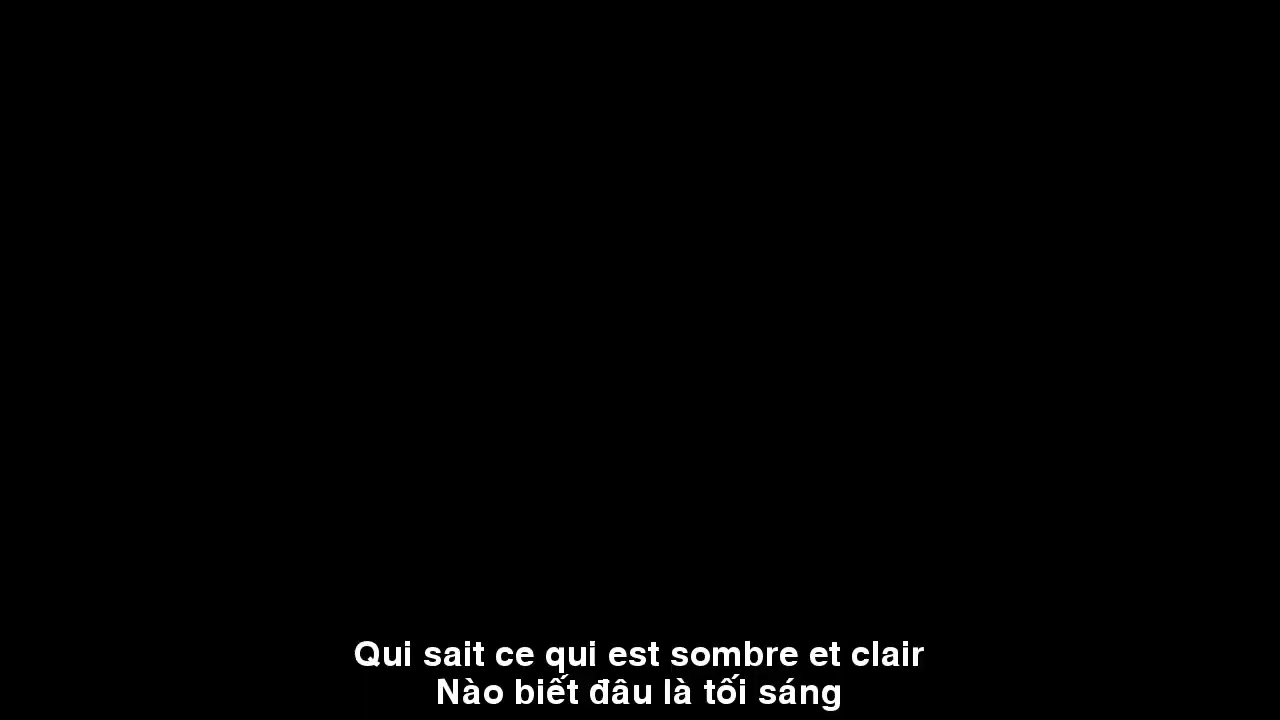 Qui sait ce qui est sombre et clair
Nào biết đâu là tối sáng